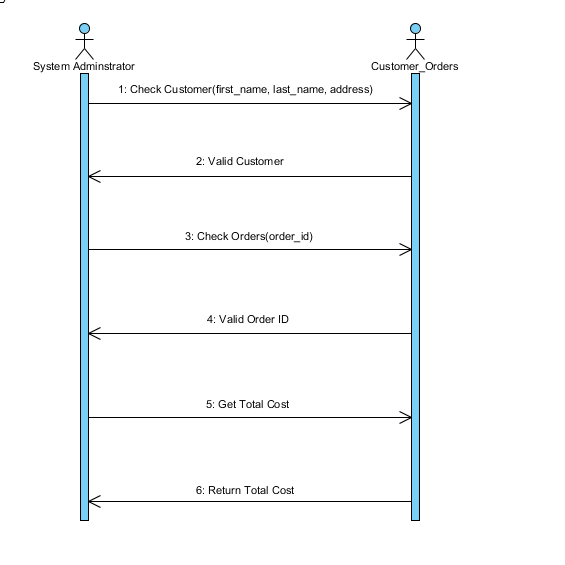 System Adminstrator
Customer_Orders
1: Check Customer(first_name, last_name, address)
2: Valid Customer
3: Check Orders(order_id)
4: Valid Order ID
5: Get Total Cost
6: Return Total Cost